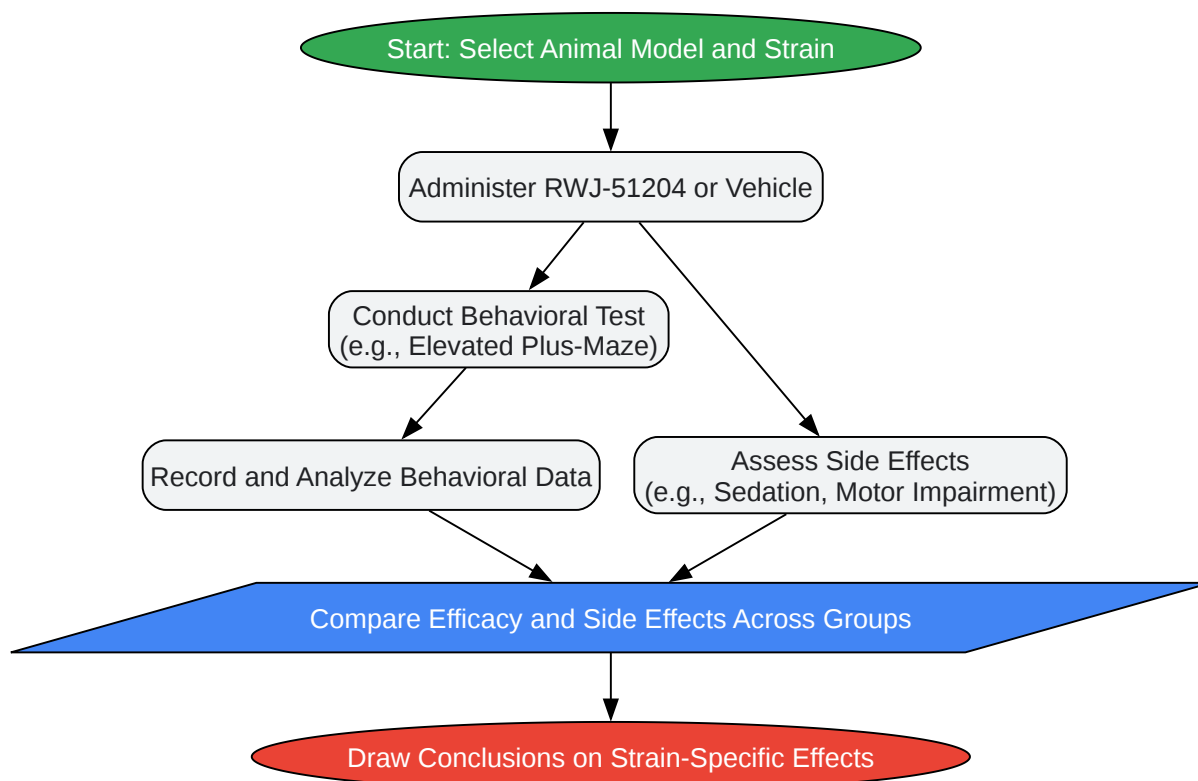 Start: Select Animal Model and Strain
Administer RWJ-51204 or Vehicle
Conduct Behavioral Test
(e.g., Elevated Plus-Maze)
Record and Analyze Behavioral Data
Assess Side Effects
(e.g., Sedation, Motor Impairment)
Compare Efficacy and Side Effects Across Groups
Draw Conclusions on Strain-Specific Effects